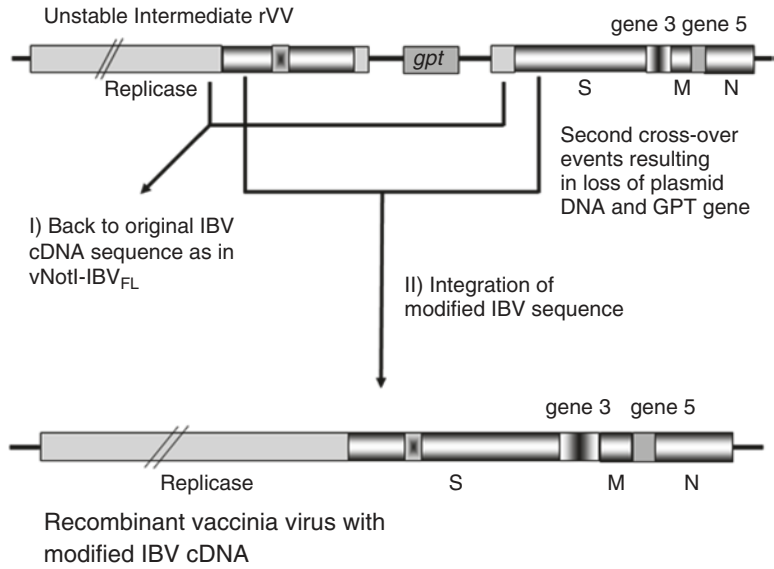 Unstable Intermediate rVV
gene 3 gene 5
gpt
Replicase
S
M
N
Second cross-over
events resulting
in loss of plasmid
DNA and GPT gene
I) Back to original IBV
cDNA sequence as in
vNotI-IBVFL
II) Integration of
modified IBV sequence
gene 3
gene 5
Replicase
S
M
N
Recombinant vaccinia virus with
modified IBV cDNA